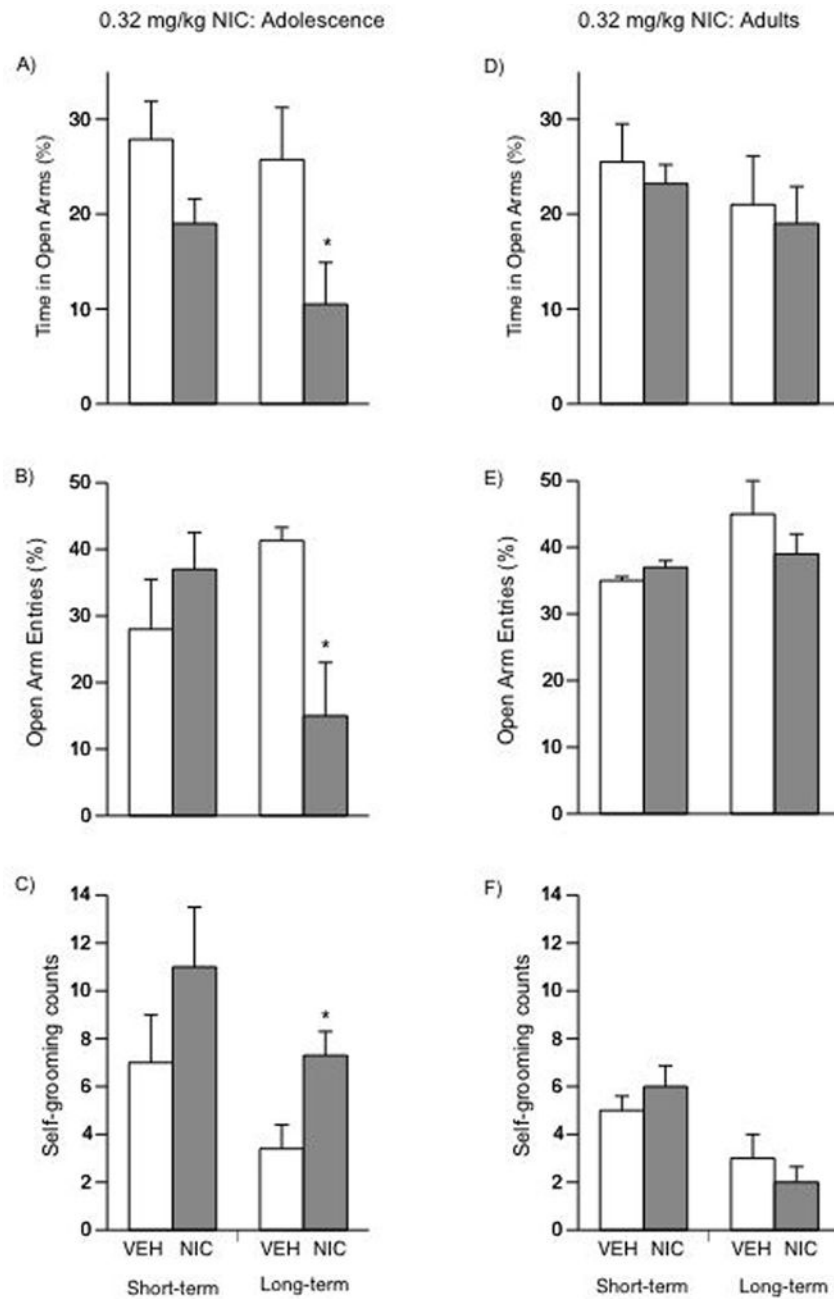 0.32 mg/kg NIC: Adolescence
0.32 mg/kg NIC: Adults
A)
Time in Open Arms (%)
30
20
10
0
*
D)
Time in Open Arms (%)
30
20
10
0
B)
Open Arm Entries (%)
50
40
30
20
10
0
*
E)
Open Arm Entries (%)
50
40
30
20
10
0
C)
Self-grooming counts
14
12
10
8
6
4
2
0
*
VEH NIC VEH NIC
Short-term Long-term
F)
Self-grooming counts
14
12
10
8
6
4
2
0
VEH NIC VEH NIC
Short-term Long-term